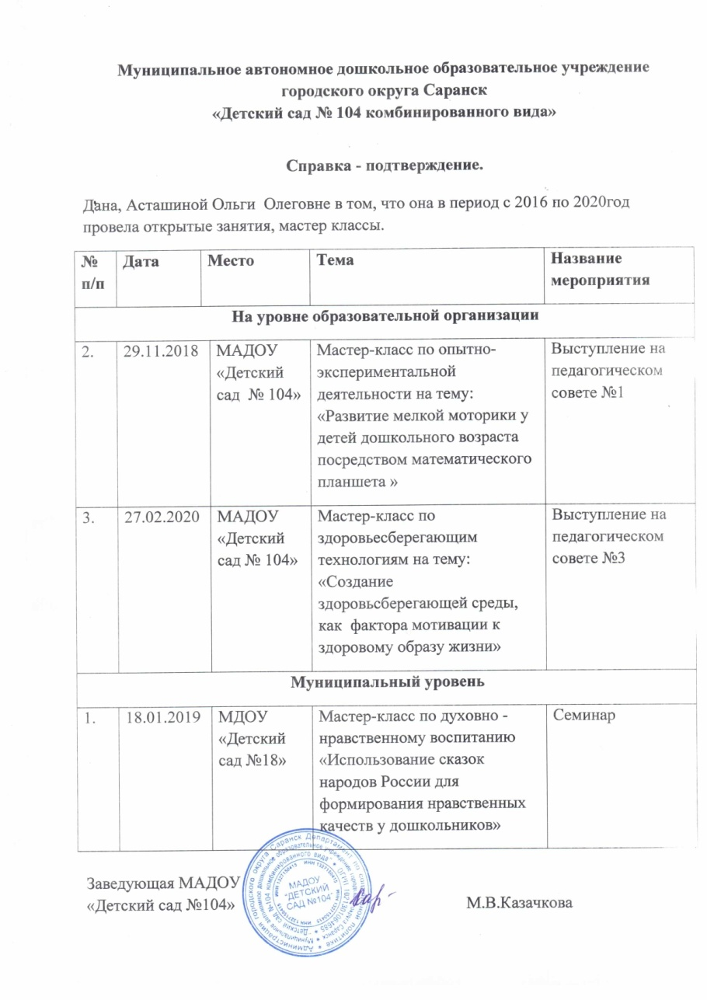 Муниципальное автономное дошкольное образовательное учреждение
городского округа Саранск
«Детский сад № 104 комбинированного вида»
Справка - подтверждение.
Дана, Асташиной Ольги Олеговне в том, что она в период с 2016 по 2020год
провела открытые занятия, мастер классы.
№ п/п Дата Место Тема Название мероприятия
На уровне образовательной организации
2. 29.11.2018
МАДОУ
«Детский
сад № 104»
Мастер-класс по опытно-
экспериментальной
деятельности на тему:
«Развитие мелкой моторики у
детей дошкольного возраста
посредством математического
планшета »
Выступление на
педагогическом
совете №1
3. 27.02.2020
МАДОУ
«Детский
сад № 104»
Мастер-класс по
здоровьесберегающим
технологиям на тему:
«Создание
здоровьсберегающей среды,
как фактора мотивации к
здоровому образу жизни»
Выступление на
педагогическом
совете №3
Муниципальный уровень
1. 18.01.2019
МДОУ
«Детский
сад №18»
Мастер-класс по духовно -
нравственному воспитанию
«Использование сказок
народов России для
формирования нравственных
качеств у дошкольников»
Семинар
Заведующая МАДОУ
«Детский сад №104» М.В.Казачкова
МАДОУ
"ДЕТСКИЙ
САД №104"